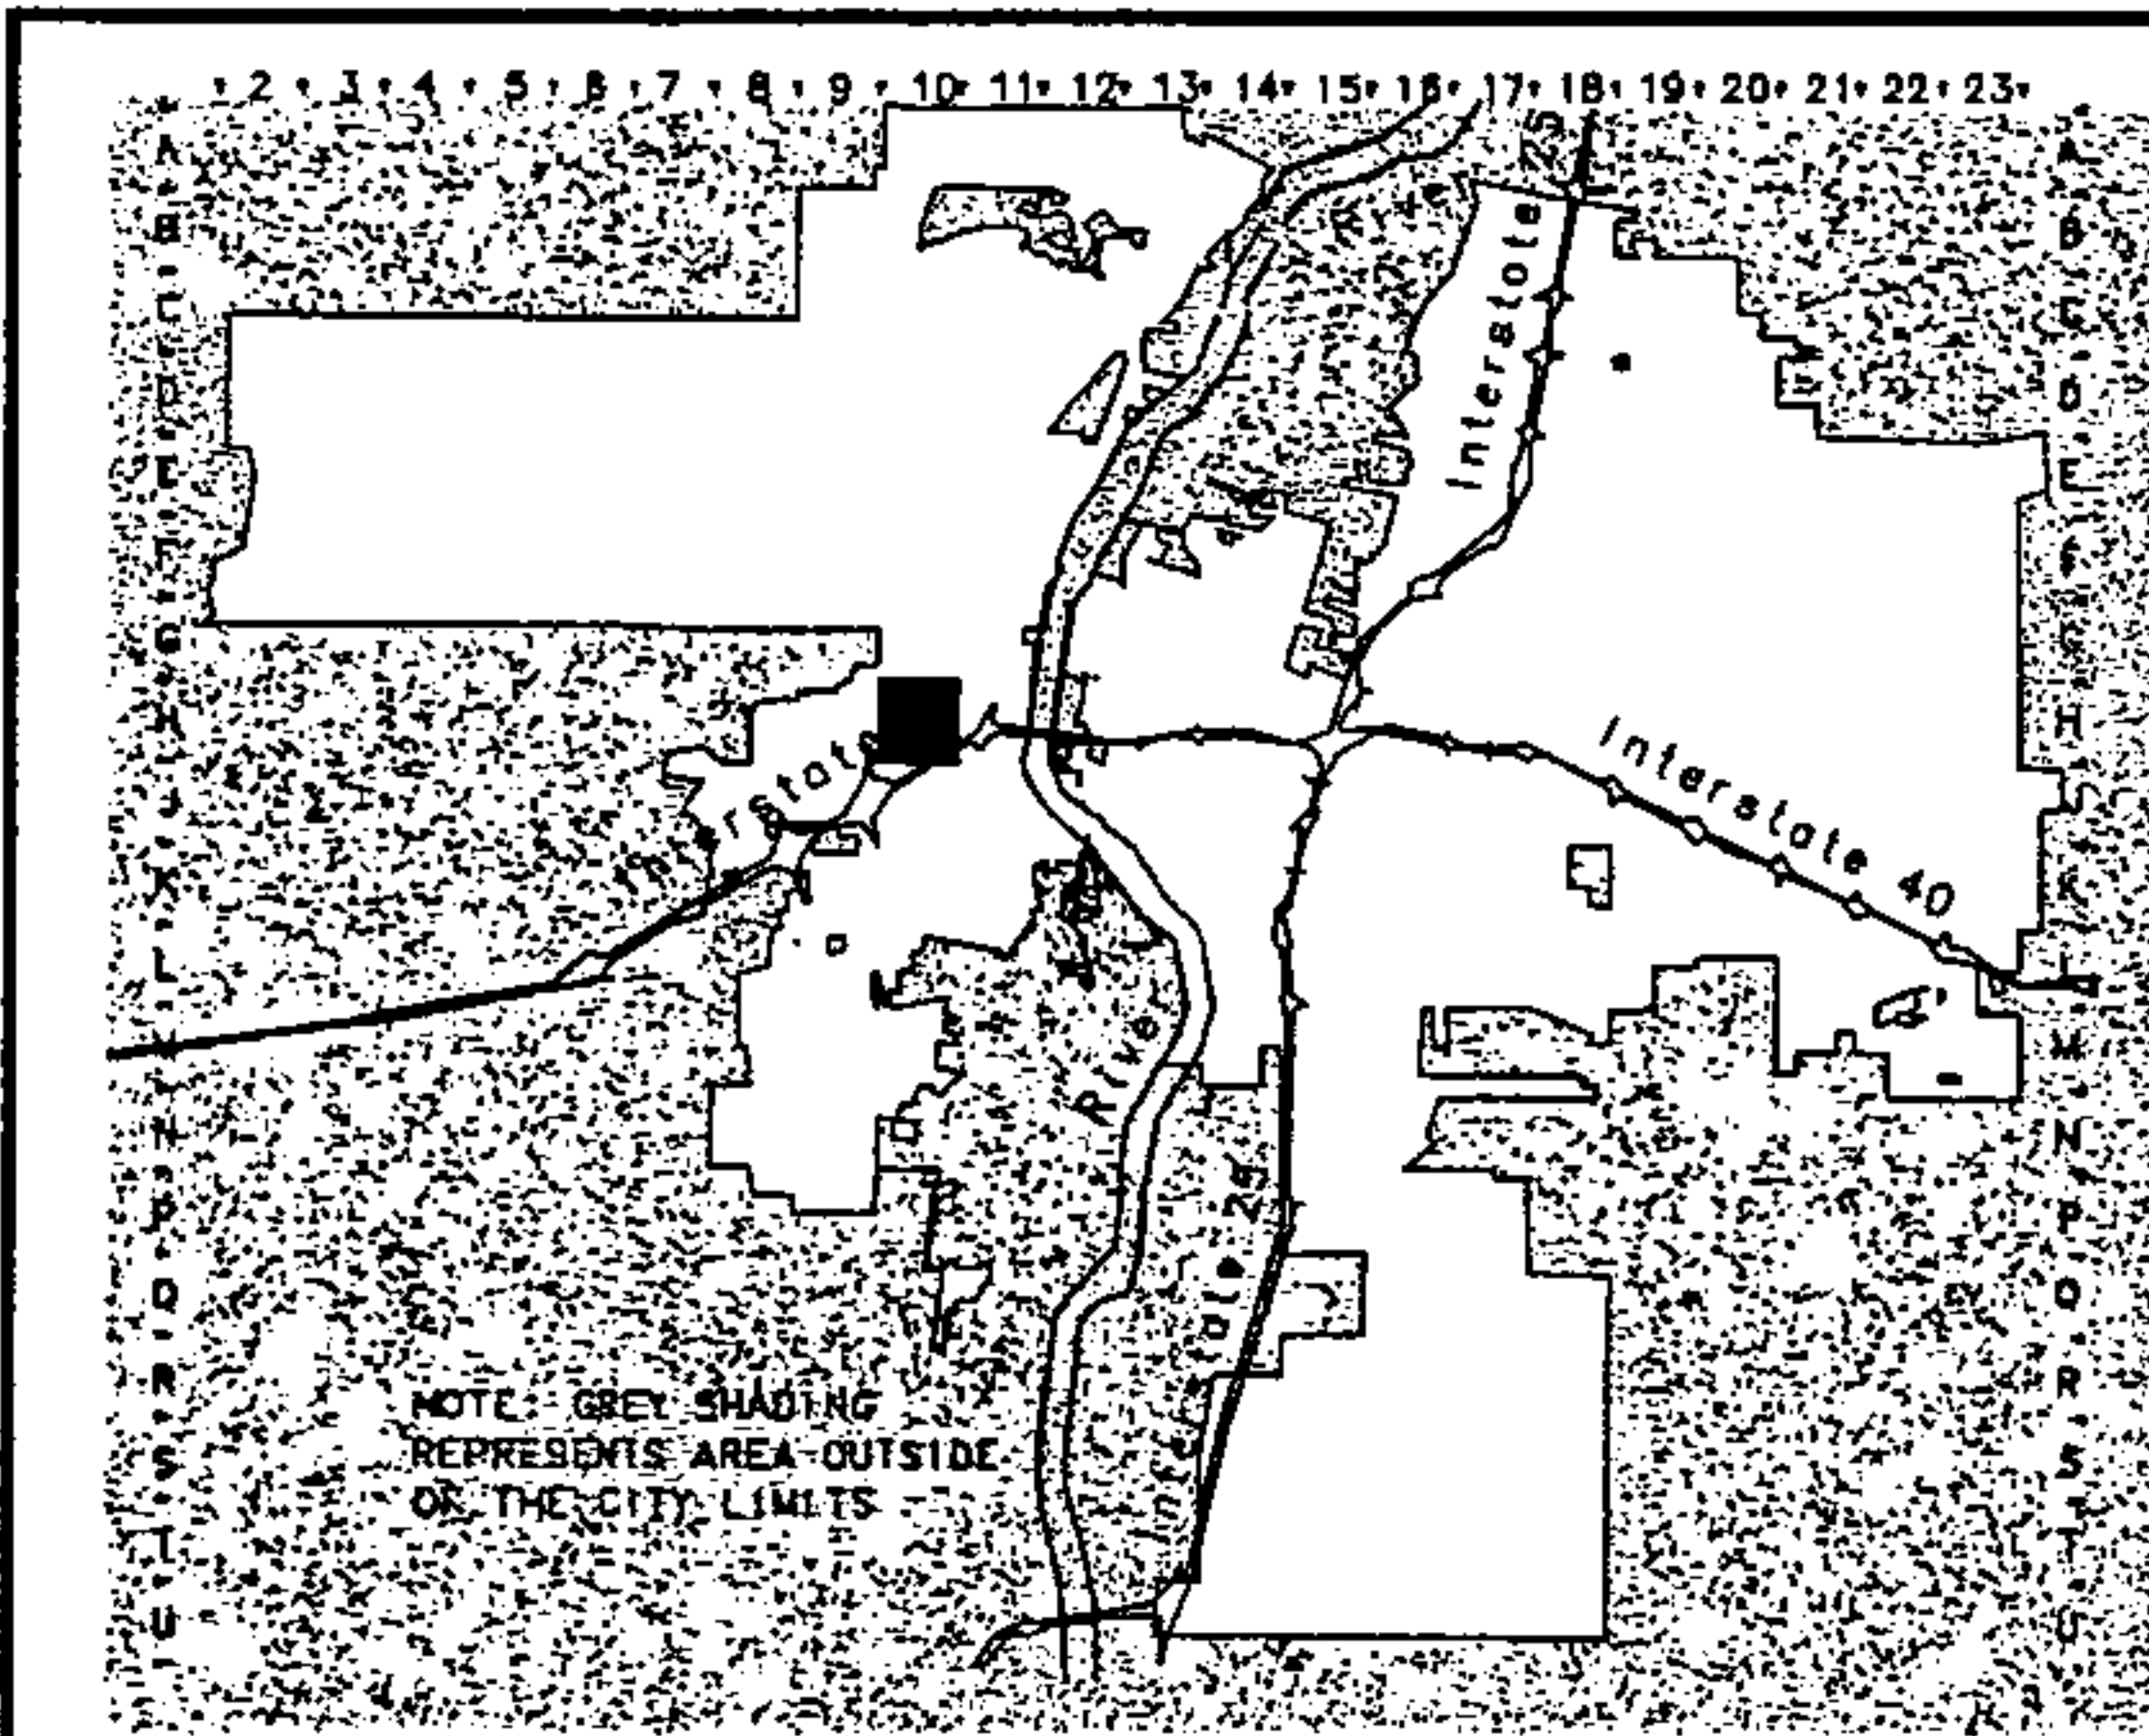 2 3 4 5 6 7 8 9 10 11 12 13 14 15 16 17 18 19 20 21 22 23
A A
B B
C C
D D
E E
F F
G G
H H
J J
K K
L L
M M
N N
P P
Q Q
R R
S S
T T
U U
Interstate 25
Interstate
Interstate 40
River
Interstate 25
NOTE: GREY SHADING
REPRESENTS AREA OUTSIDE
OF THE CITY LIMITS